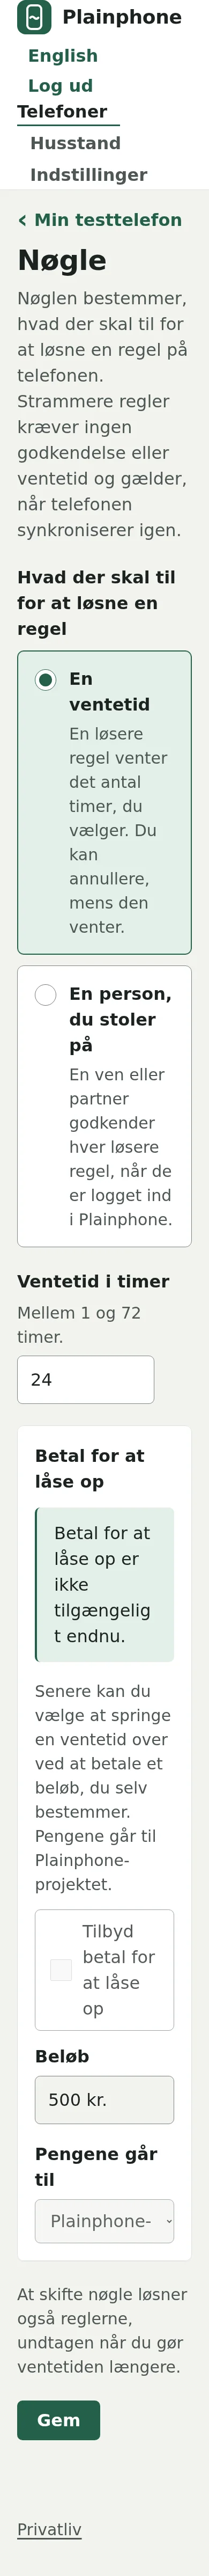 Plainphone
English
Log ud
Telefoner
Husstand
Indstillinger
‹ Min testtelefon
Nøgle
Nøglen bestemmer,
hvad der skal til for
at løsne en regel på
telefonen.
Strammere regler
kræver ingen
godkendelse eller
ventetid og gælder,
når telefonen
synkroniserer igen.
Hvad der skal til
for at løsne en
regel
En
ventetid
En løsere
regel venter
det antal
timer, du
vælger. Du
kan
annullere,
mens den
venter.
En person,
du stoler
på
En ven eller
partner
godkender
hver løsere
regel, når de
er logget ind
i Plainphone.
Ventetid i timer
Mellem 1 og 72
timer.
24
Betal for at
låse op
Betal for at
låse op er
ikke
tilgængelig
t endnu.
Senere kan du
vælge at springe
en ventetid over
ved at betale et
beløb, du selv
bestemmer.
Pengene går til
Plainphone-
projektet.
Tilbyd
betal for
at låse
op
Beløb
500 kr.
Pengene går
til
Plainphone-
At skifte nøgle løsner
også reglerne,
undtagen når du gør
ventetiden længere.
Gem
Privatliv